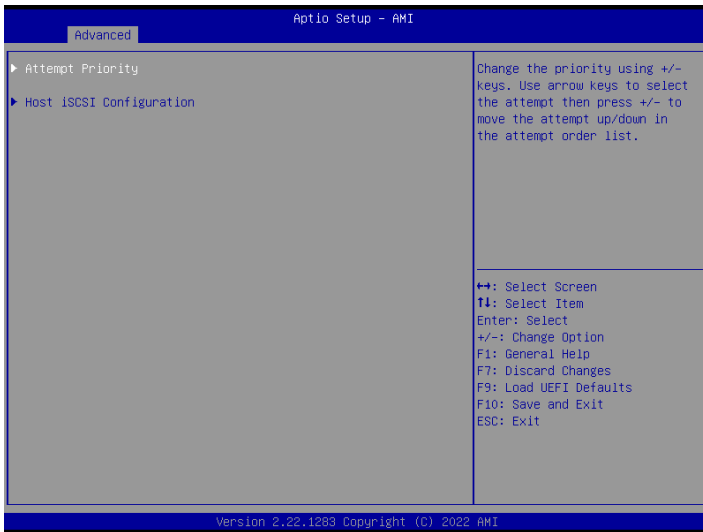 Aptio Setup – AMI
Advanced
▶ Attempt Priority
▶ Host iSCSI Configuration
Change the priority using +/-
keys. Use arrow keys to select
the attempt then press +/- to
move the attempt up/down in
the attempt order list.
↔: Select Screen
↑↓: Select Item
Enter: Select
+/-: Change Option
F1: General Help
F7: Discard Changes
F9: Load UEFI Defaults
F10: Save and Exit
ESC: Exit
Version 2.22.1283 Copyright (C) 2022 AMI